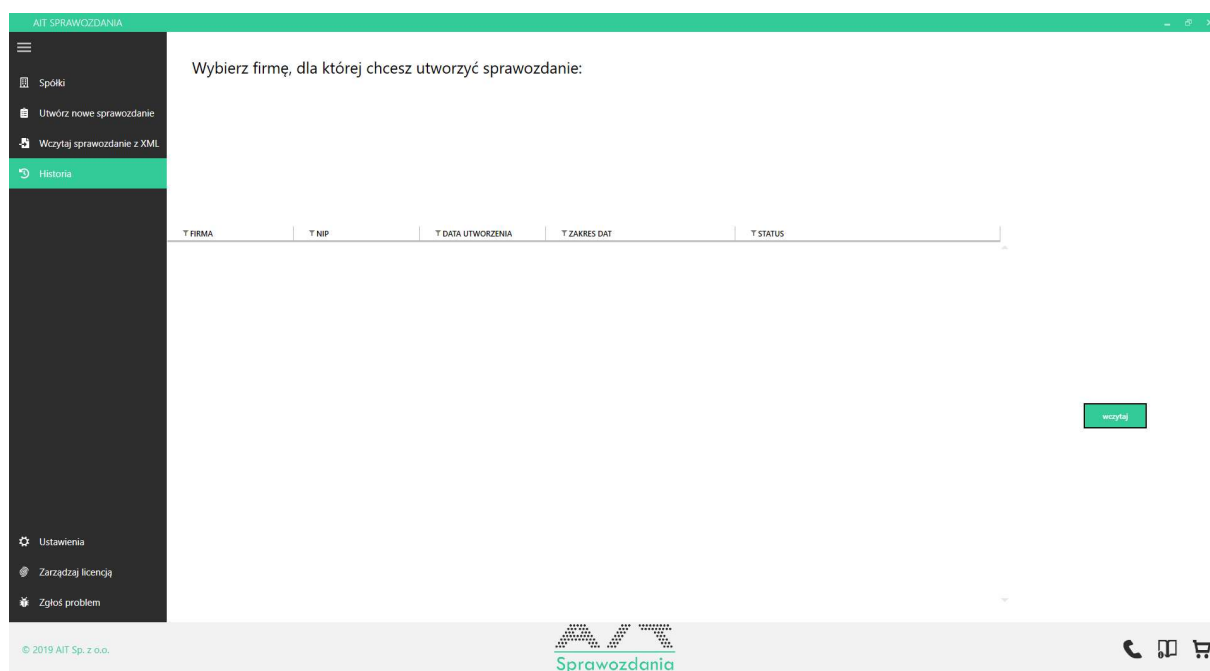 AIT SPRAWOZDANIA
Spółki
Utwórz nowe sprawozdanie
Wczytaj sprawozdanie z XML
Historia
Wybierz firmę, dla której chcesz utworzyć sprawozdanie:
FIRMA NIP DATA UTWORZENIA ZAKRES DAT STATUS
wczytaj
Ustawienia
Zarządzaj licencją
Zgłoś problem
© 2019 AIT Sp. z o.o.
AIT
Sprawozdania